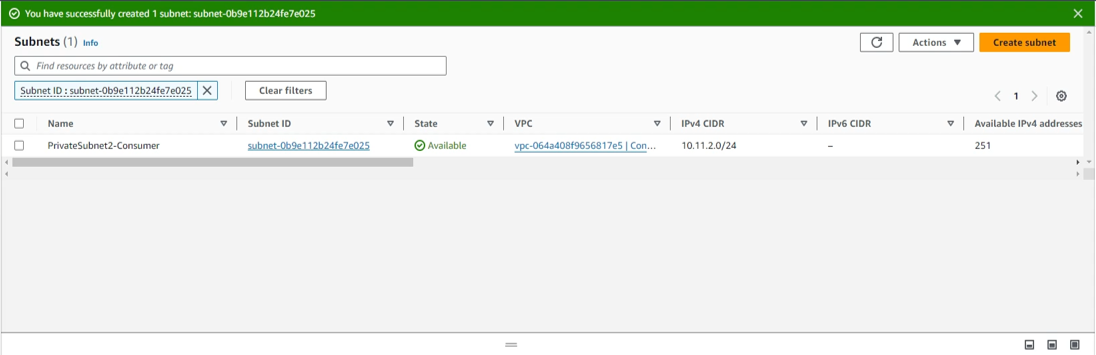 You have successfully created 1 subnet: subnet-0b9e112b24fe7e025
Subnets (1) Info
Actions
Create subnet
Find resources by attribute or tag
Subnet ID : subnet-0b9e112b24fe7e025
Clear filters
1
Name Subnet ID State VPC IPv4 CIDR IPv6 CIDR Available IPv4 addresses
PrivateSubnet2-Consumer subnet-0b9e112b24fe7e025 Available vpc-064a408f9656817e5 | Con... 10.11.2.0/24 – 251